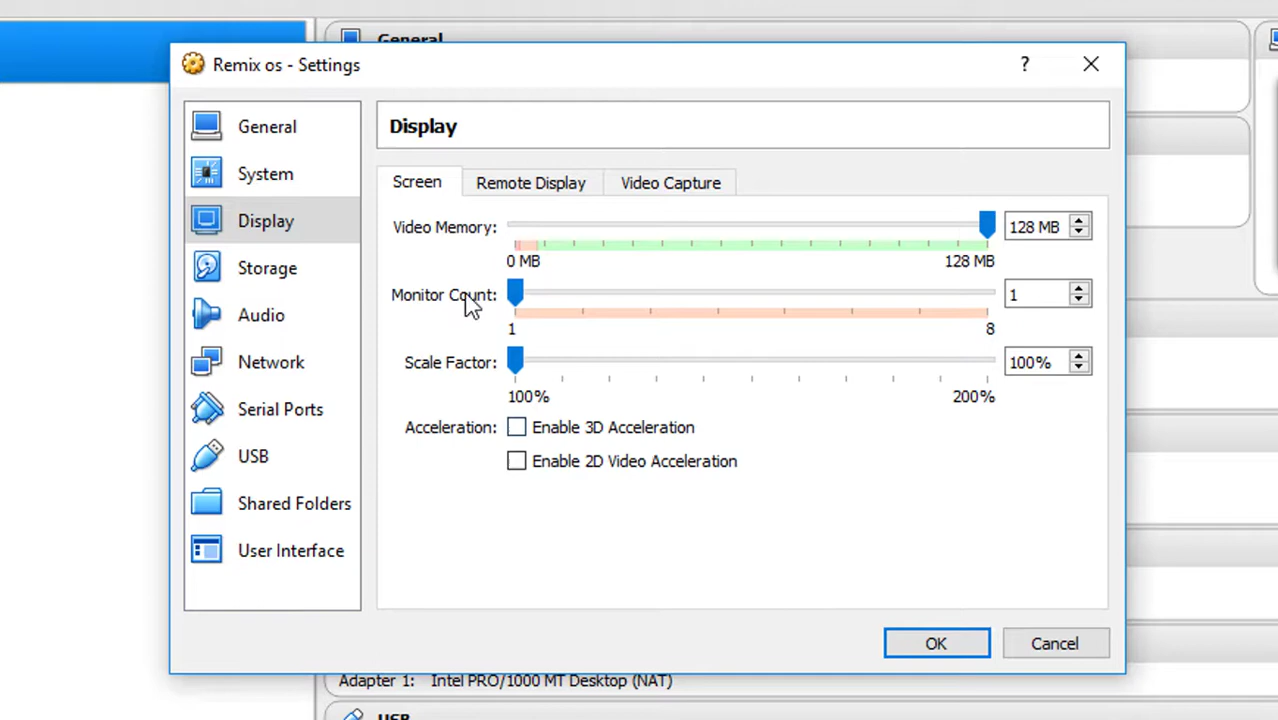 General
Remix os - Settings
?
General
System
Display
Storage
Audio
Network
Serial Ports
USB
Shared Folders
User Interface
Display
Screen Remote Display Video Capture
Video Memory: 128 MB
0 MB 128 MB
Monitor Count: 1
1 8
Scale Factor: 100%
100% 200%
Acceleration: Enable 3D Acceleration
Enable 2D Video Acceleration
OK Cancel
Adapter 1: Intel PRO/1000 MT Desktop (NAT)
USB